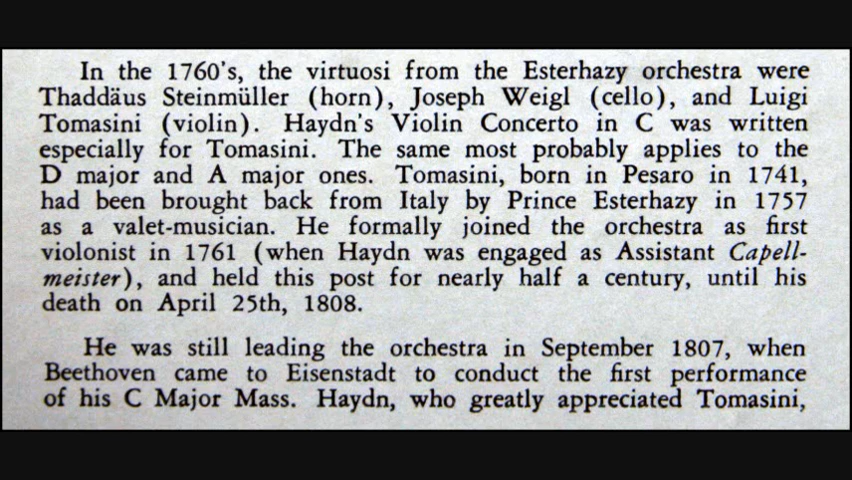 In the 1760's, the virtuosi from the Esterhazy orchestra were
Thaddäus Steinmüller (horn), Joseph Weigl (cello), and Luigi
Tomasini (violin). Haydn's Violin Concerto in C was written
especially for Tomasini. The same most probably applies to the
D major and A major ones. Tomasini, born in Pesaro in 1741,
had been brought back from Italy by Prince Esterhazy in 1757
as a valet-musician. He formally joined the orchestra as first
violonist in 1761 (when Haydn was engaged as Assistant Capell-
meister), and held this post for nearly half a century, until his
death on April 25th, 1808.
He was still leading the orchestra in September 1807, when
Beethoven came to Eisenstadt to conduct the first performance
of his C Major Mass. Haydn, who greatly appreciated Tomasini,